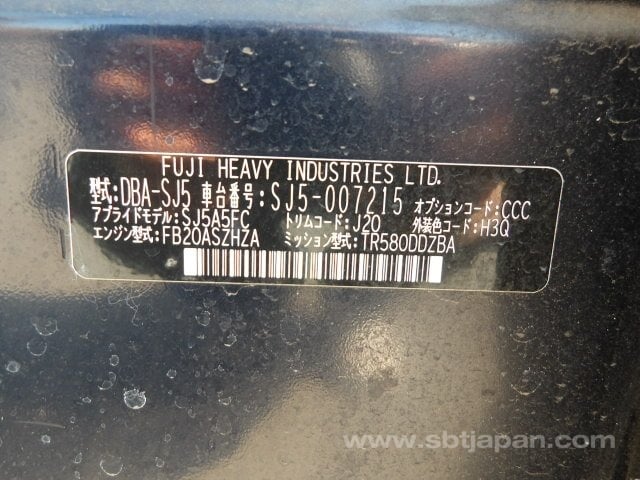 FUJI HEAVY INDUSTRIES LTD.
型式:DBA-SJ5 車台番号:SJ5-007215 オプションコード:CCC
アプライドモデル:SJ5A5FC トリムコード:J20 外装色コード:H3Q
エンジン型式:FB20ASZHZA ミッション型式:TR580DDZBA
www.sbtjapan.com